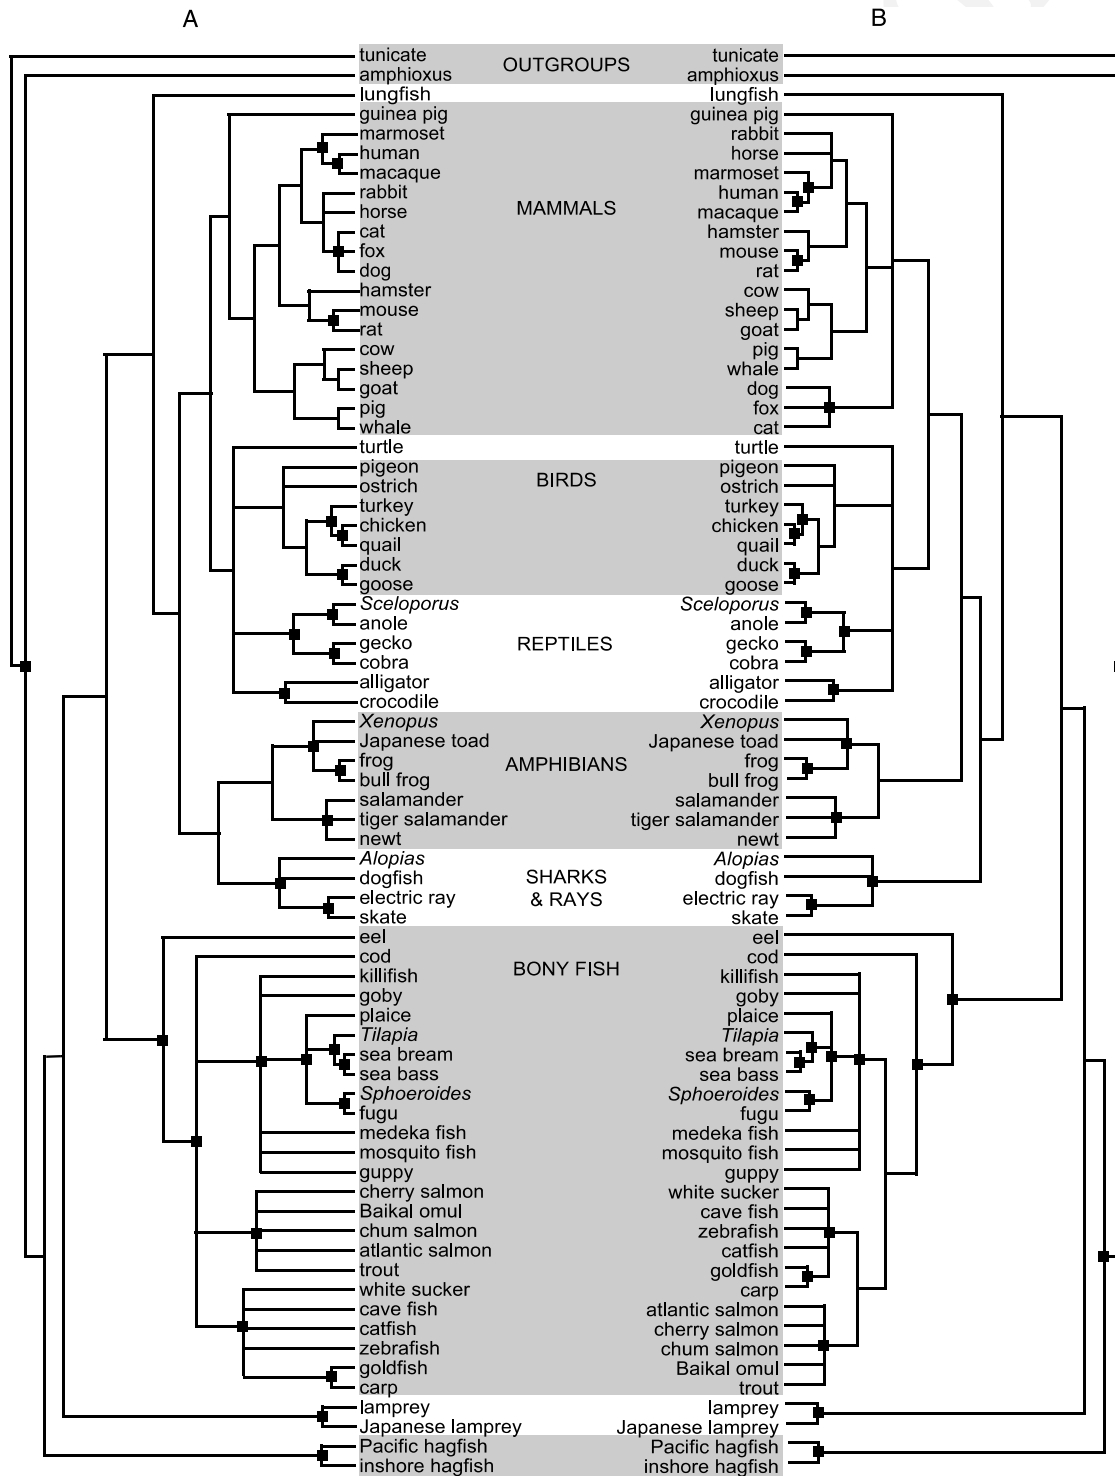 A B
tunicate OUTGROUPS tunicate
amphioxus amphioxus
lungfish lungfish
guinea pig guinea pig
marmoset rabbit
human horse
macaque marmoset
rabbit MAMMALS human
horse macaque
cat hamster
fox mouse
dog rat
hamster cow
mouse sheep
rat goat
cow pig
sheep whale
goat dog
pig fox
whale cat
turtle turtle
pigeon BIRDS pigeon
ostrich ostrich
turkey turkey
chicken chicken
quail quail
duck duck
goose goose
Sceloporus Sceloporus
anole anole
gecko REPTILES gecko
cobra cobra
alligator alligator
crocodile crocodile
Xenopus Xenopus
Japanese toad Japanese toad
frog AMPHIBIANS frog
bull frog bull frog
salamander salamander
tiger salamander tiger salamander
newt newt
Alopias Alopias
dogfish SHARKS dogfish
electric ray & RAYS electric ray
skate skate
eel eel
cod BONY FISH cod
killifish killifish
goby goby
plaice plaice
Tilapia Tilapia
sea bream sea bream
sea bass sea bass
Sphoeroides Sphoeroides
fugu fugu
medeka fish medeka fish
mosquito fish mosquito fish
guppy guppy
cherry salmon white sucker
Baikal omul cave fish
chum salmon zebrafish
atlantic salmon catfish
trout goldfish
white sucker carp
cave fish atlantic salmon
catfish cherry salmon
zebrafish chum salmon
goldfish Baikal omul
carp trout
lamprey lamprey
Japanese lamprey Japanese lamprey
Pacific hagfish Pacific hagfish
inshore hagfish inshore hagfish